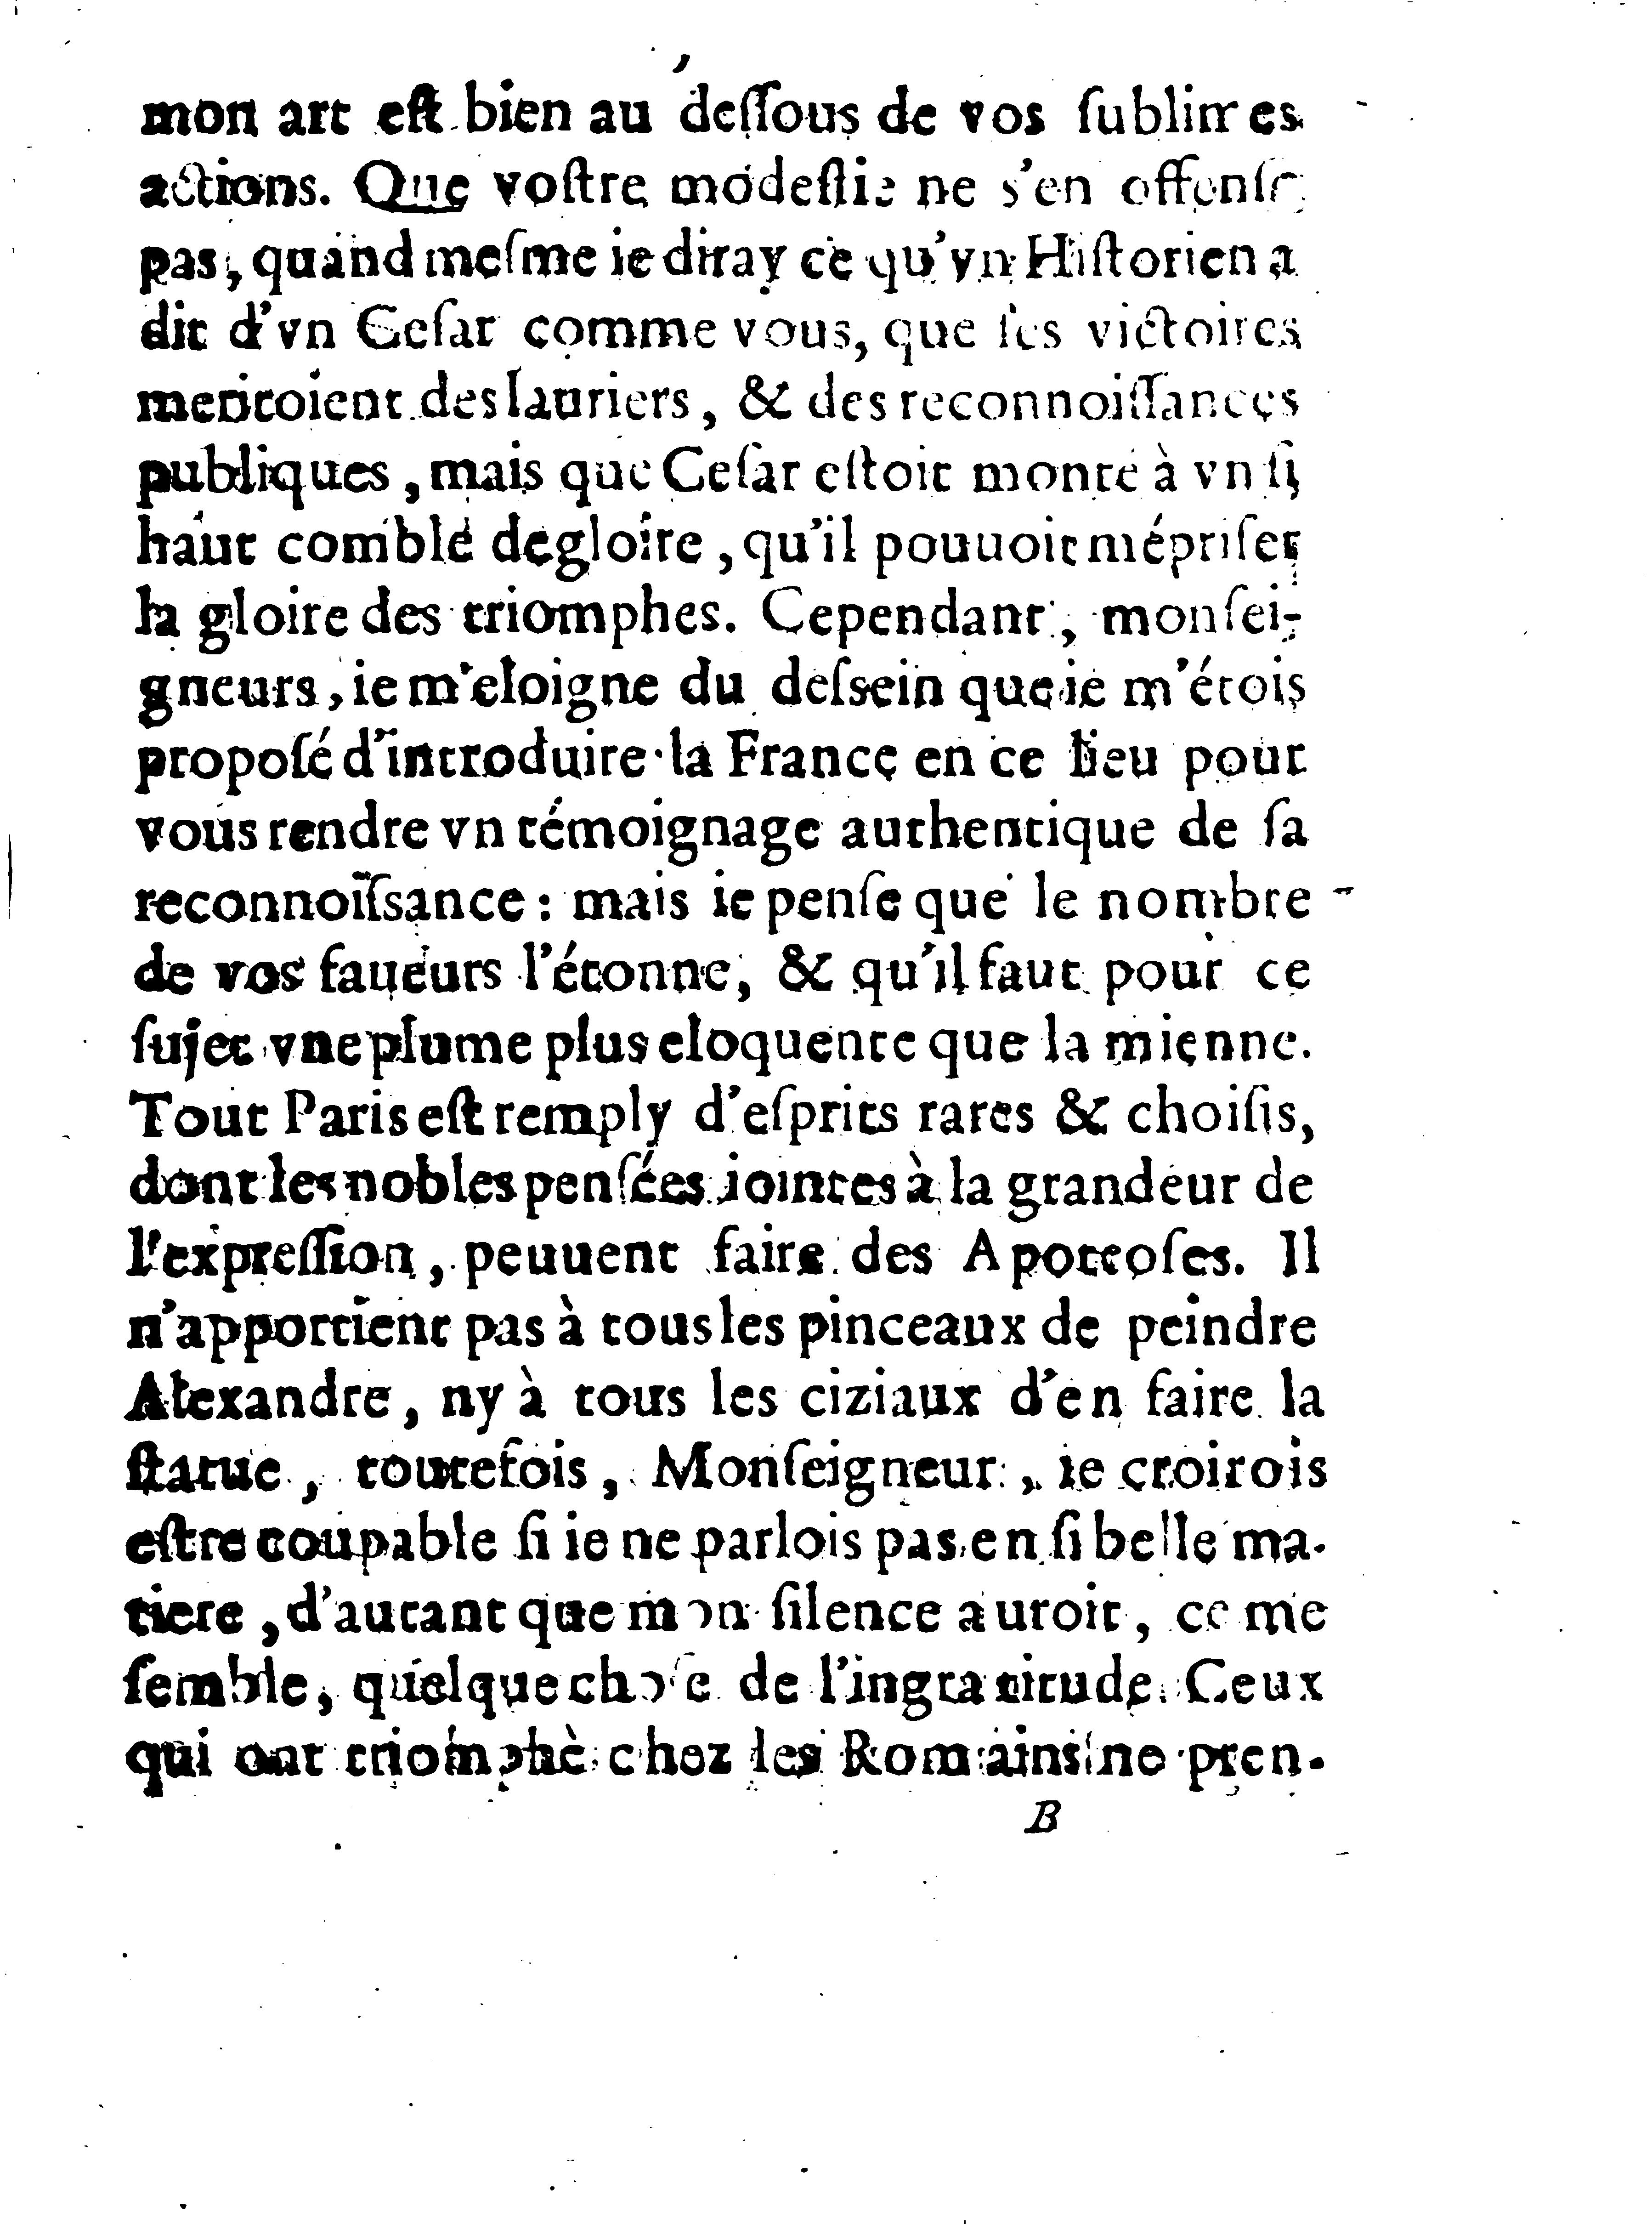 mon art eſt bien au deſſous de vos ſublimes
actions. Que voſtre modeſtie ne s'en offenſe
pas, quand meſme ie diray ce qu'vn Hiſtorien a
dit d'vn Ceſar comme vous, que ſes victoires
meritoient des lauriers, & des reconnoiſſances
publiques, mais que Ceſar eſtoit monté à vn ſi
haut comble de gloire, qu'il pouuoit mépriſer
la gloire des triomphes. Cependant, monſei-
gneurs, ie m'eloigne du deſsein que ie m'étois
propoſé d'introduire la France en ce lieu pour
vous rendre vn témoignage authentique de ſa
reconnoiſsance: mais ie penſe que le nombre
de vos faueurs l'étonne, & qu'il faut pour ce
ſujet vne plume plus eloquente que la mienne.
Tout Paris eſt remply d'eſprits rares & choiſis,
dont les nobles penſées iointes à la grandeur de
l'expreſſion, peuuent faire des Apoteoſes. Il
n'apportient pas à tous les pinceaux de peindre
Alexandre, ny à tous les ciziaux d'en faire la
ſtatue, toutefois, Monſeigneur, ie croirois
eſtre coupable ſi ie ne parlois pas en ſi belle ma-
tiere, d'autant que mon ſilence auroit, ce me
ſemble, quelque choſe de l'ingratitude. Ceux
qui ont triomphè chez les Romains ne pren-
B